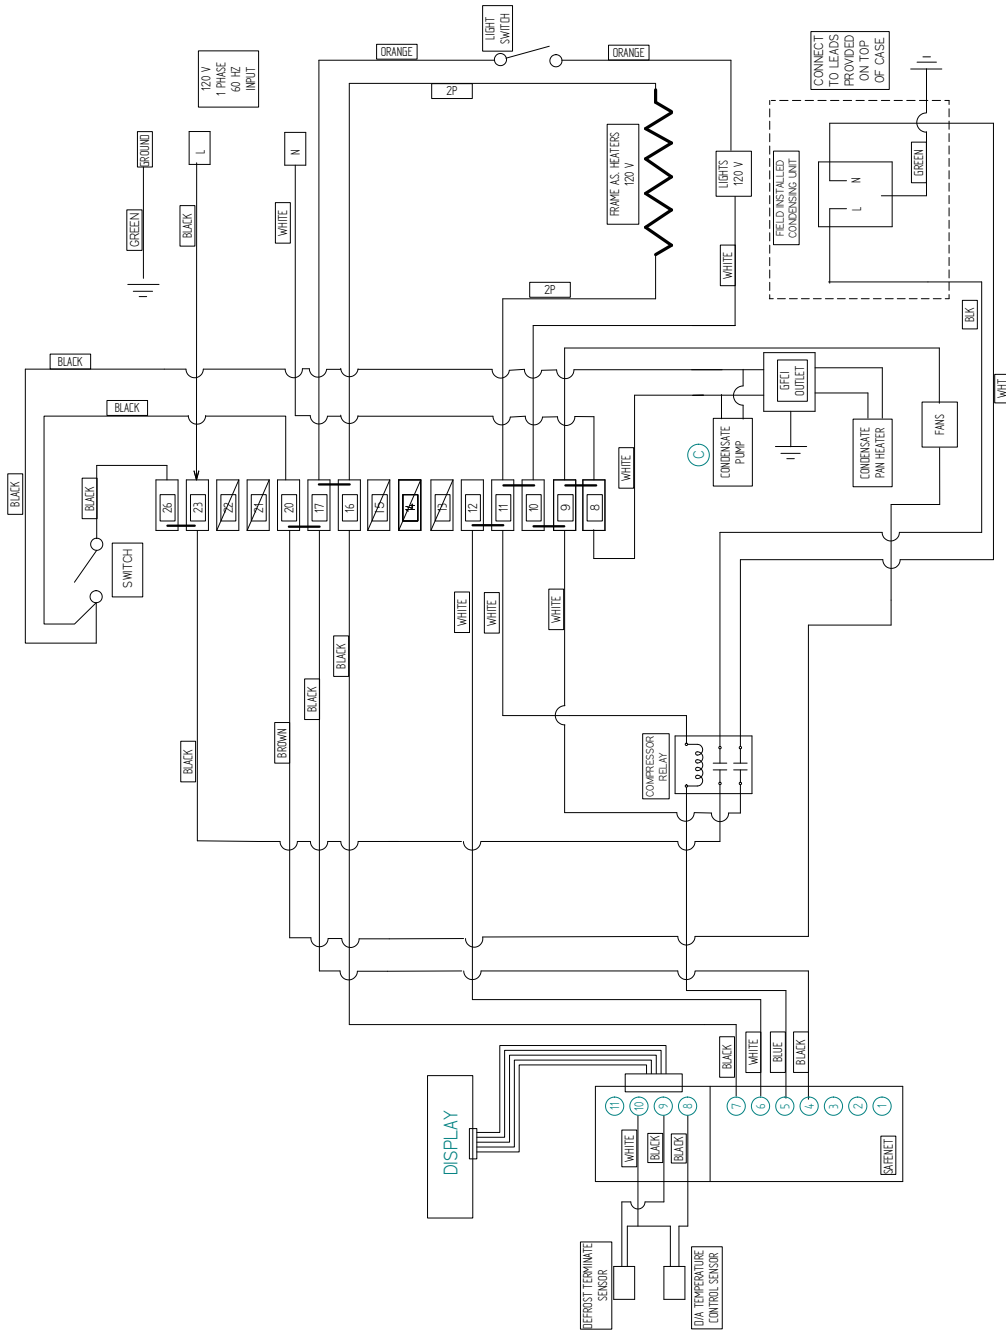 120 V
1 PHASE
60 HZ
INPUT
GROUND
L
N
GREEN
BLACK
WHITE
ORANGE
LIGHT
SWITCH
ORANGE
2P
FRAME A.S. HEATERS
120 V
LIGHTS
120 V
WHITE
2P
CONNECT
TO LEADS
PROVIDED
ON TOP
OF CASE
FIELD INSTALLED
CONDENSING UNIT
L
N
GREEN
BLK
WHT
BLACK
BLACK
BLACK
BLACK
SWITCH
26
23
22
21
20
17
16
15
13
12
11
10
9
8
WHITE
C
CONDENSATE
PUMP
GFCI
OUTLET
CONDENSATE
PAN HEATER
FANS
BLACK
BROWN
BLACK
BLACK
WHITE
WHITE
WHITE
COMPRESSOR
RELAY
BLACK
WHITE
BLUE
BLACK
DISPLAY
11
10
9
8
7
6
5
4
3
2
1
WHITE
BLACK
BLACK
SAFENET
DEFROST TERMINATE
SENSOR
D/A TEMPERATURE
CONTROL SENSOR